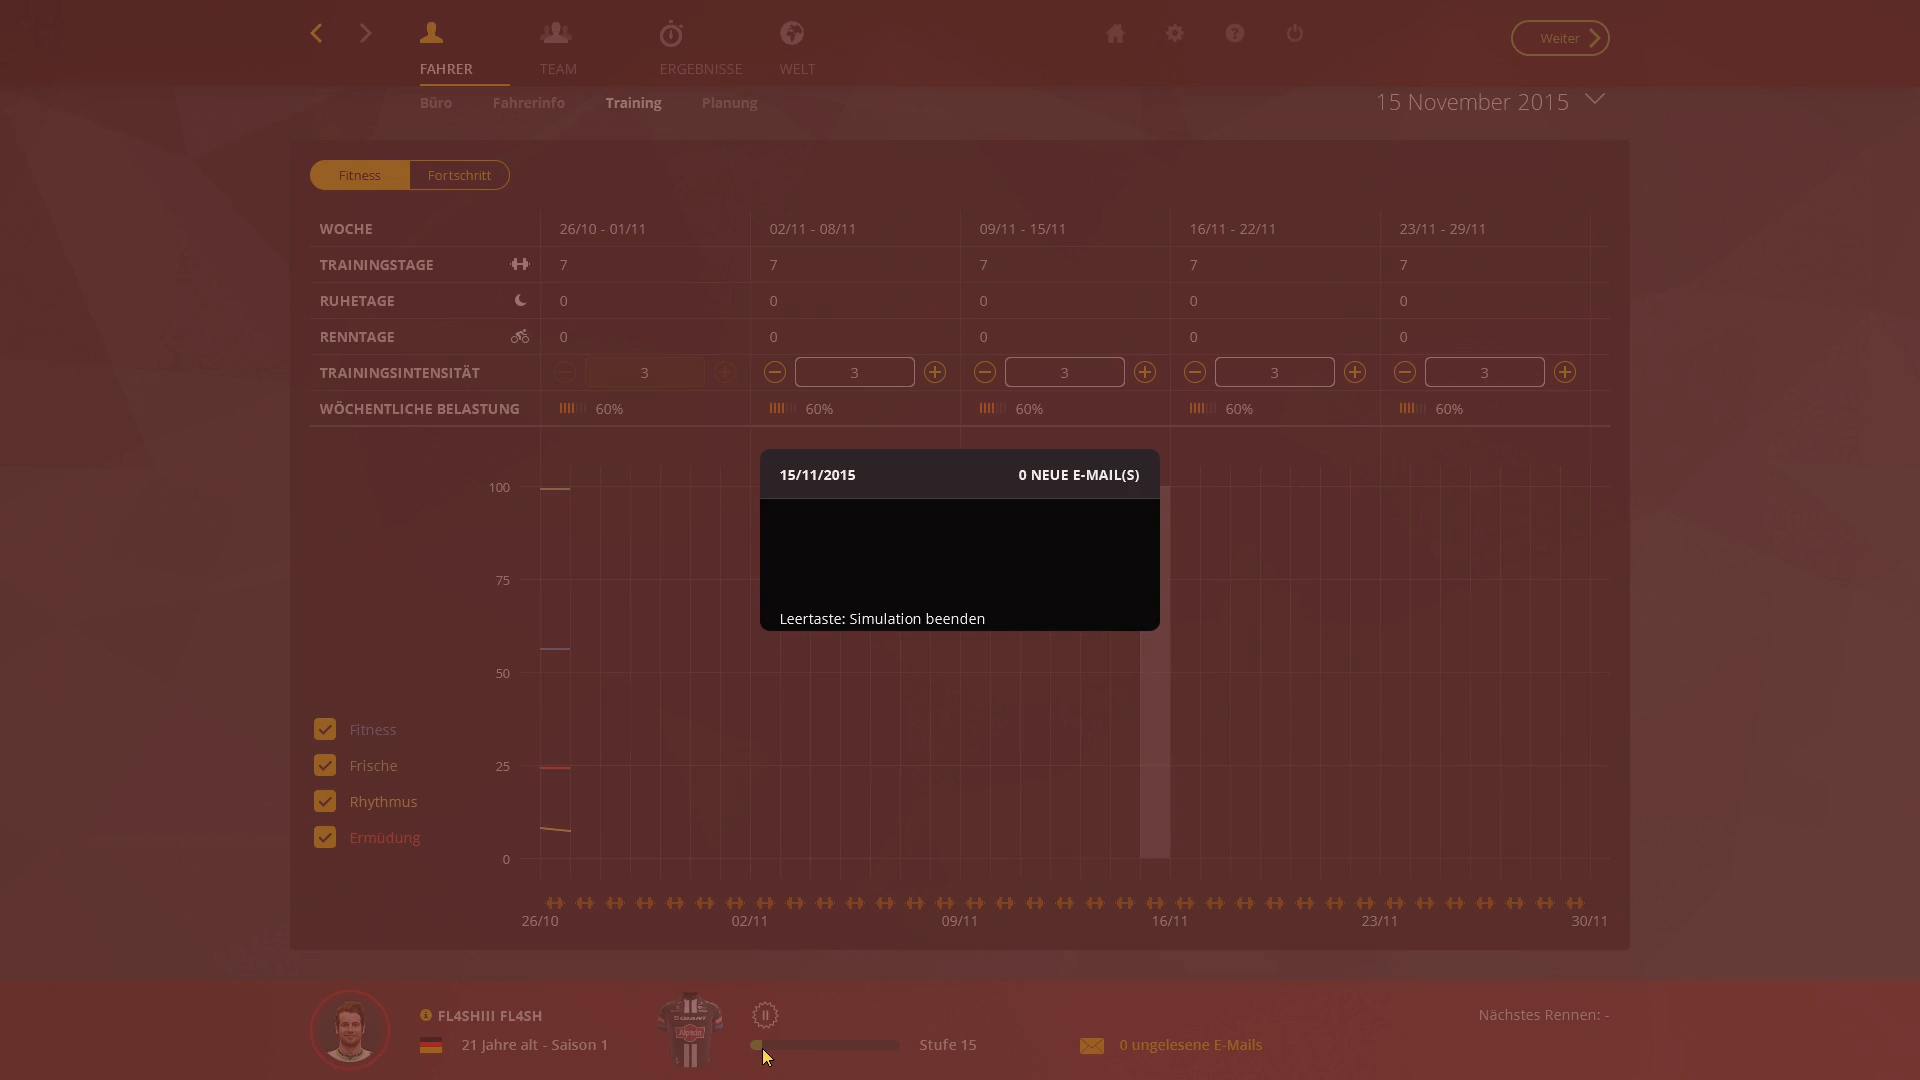 Weiter
FAHRER TEAM ERGEBNISSE WELT
Büro Fahrerinfo Training Planung
15 November 2015
Fitness Fortschritt
WOCHE 26/10 - 01/11 02/11 - 08/11 09/11 - 15/11 16/11 - 22/11 23/11 - 29/11
TRAININGSTAGE 7 7 7 7 7
RUHETAGE 0 0 0 0 0
RENNTAGE 0 0 0 0 0
TRAININGSINTENSITÄT 3 3 3 3 3
WÖCHENTLICHE BELASTUNG 60% 60% 60% 60% 60%
15/11/2015 0 NEUE E-MAIL(S)
Leertaste: Simulation beenden
100
75
50
25
0
Fitness
Frische
Rhythmus
Ermüdung
26/10 02/11 09/11 16/11 23/11 30/11
FL4SHIII FL4SH
21 Jahre alt - Saison 1
GIANT
Alpecin
II
Stufe 15
0 ungelesene E-Mails
Nächstes Rennen: -